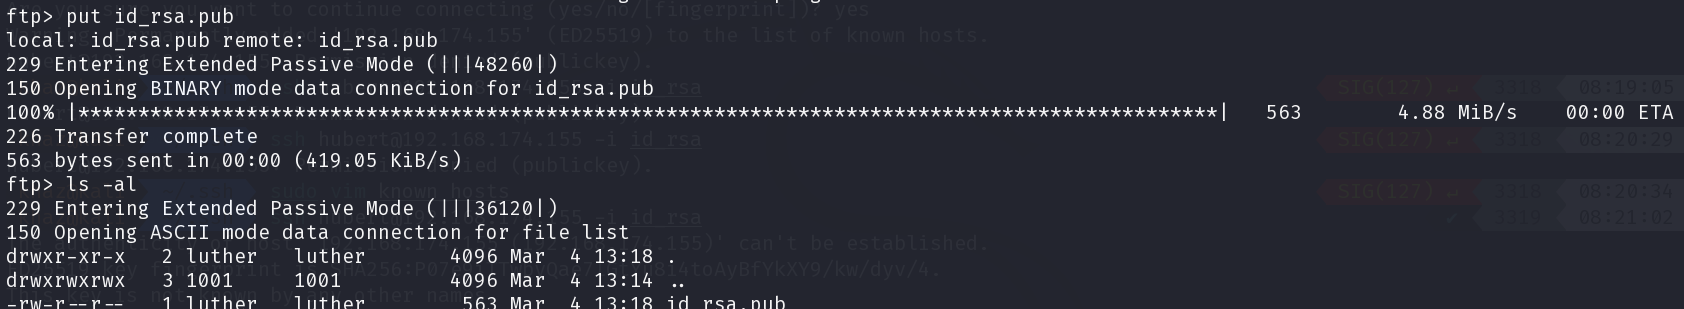 ftp> put id_rsa.pub
local: id_rsa.pub remote: id_rsa.pub
229 Entering Extended Passive Mode (|||48260|)
150 Opening BINARY mode data connection for id_rsa.pub
100% |***********************************************************************************************|   563        4.88 MiB/s    00:00 ETA
226 Transfer complete
563 bytes sent in 00:00 (419.05 KiB/s)
ftp> ls -al
229 Entering Extended Passive Mode (|||36120|)
150 Opening ASCII mode data connection for file list
drwxr-xr-x   2 luther   luther       4096 Mar  4 13:18 .
drwxrwxrwx   3 1001     1001         4096 Mar  4 13:14 ..
-rw-r--r--   1 luther   luther        563 Mar  4 13:18 id_rsa.pub